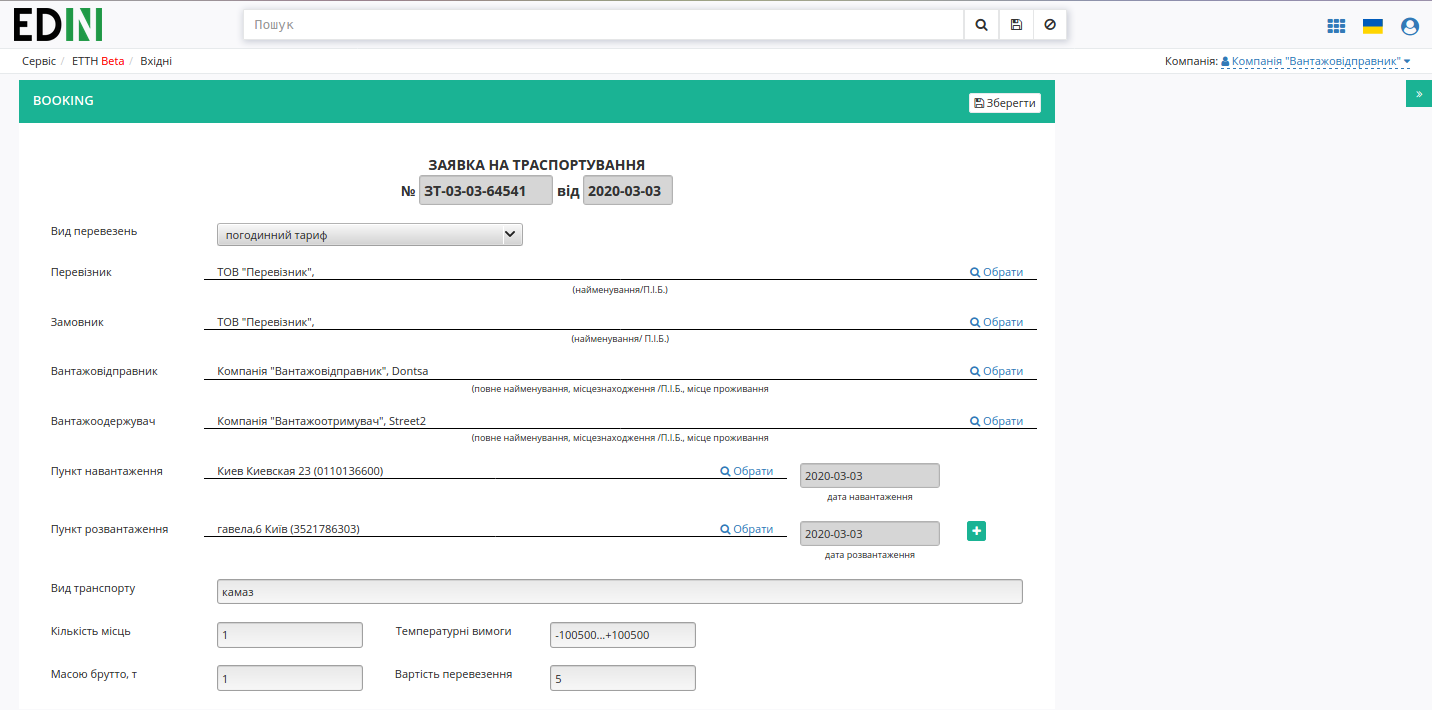 EDIN
Пошук
Сервіс / ЕТТН Beta / Вхідні
Компанія: Компанія "Вантажовідправник"
»
BOOKING
Зберегти
ЗАЯВКА НА ТРАСПОРТУВАННЯ
№ ЗТ-03-03-64541 від 2020-03-03
Вид перевезень погодинний тариф
Перевізник ТОВ "Перевізник", Обрати
(найменування/П.І.Б.)
Замовник ТОВ "Перевізник", Обрати
(найменування/ П.І.Б.)
Вантажовідправник Компанія "Вантажовідправник", Dontsa Обрати
(повне найменування, місцезнаходження /П.І.Б., місце проживання
Вантажоодержувач Компанія "Вантажоотримувач", Street2 Обрати
(повне найменування, місцезнаходження /П.І.Б., місце проживання
Пункт навантаження Киев Киевская 23 (0110136600) Обрати 2020-03-03
дата навантаження
Пункт розвантаження гавела,6 Київ (3521786303) Обрати 2020-03-03
дата розвантаження
Вид транспорту камаз
Кількість місць 1 Температурні вимоги -100500...+100500
Масою брутто, т 1 Вартість перевезення 5